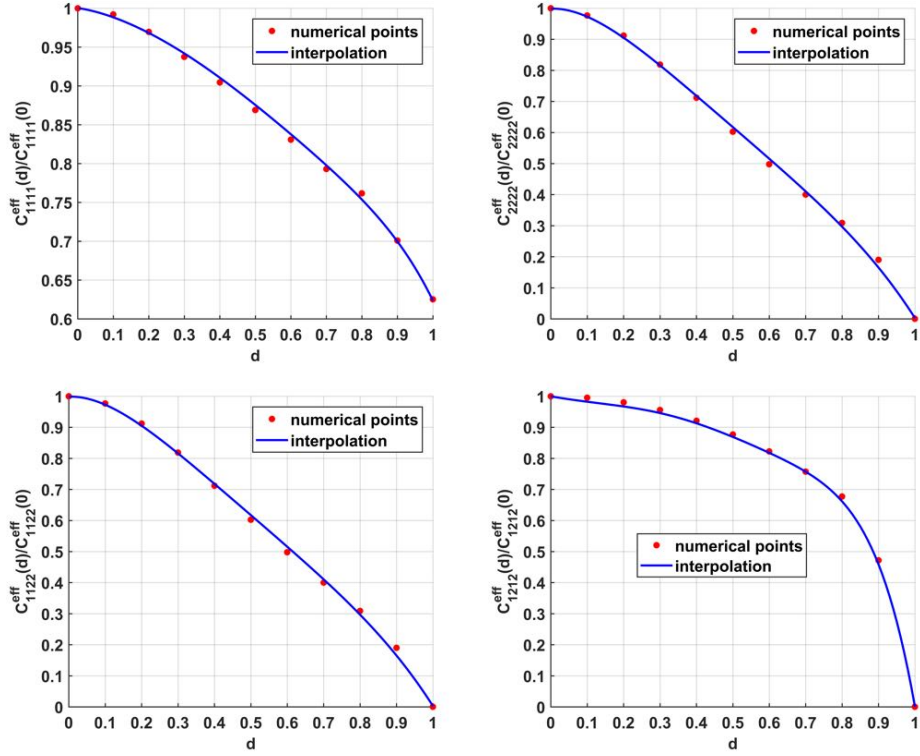 1
0.95
0.9
0.85
0.8
0.75
0.7
0.65
0.6
C^eff_1111(d)/C^eff_1111(0)
numerical points
interpolation
0 0.1 0.2 0.3 0.4 0.5 0.6 0.7 0.8 0.9 1
d
1
0.9
0.8
0.7
0.6
0.5
0.4
0.3
0.2
0.1
0
C^eff_2222(d)/C^eff_2222(0)
numerical points
interpolation
0 0.1 0.2 0.3 0.4 0.5 0.6 0.7 0.8 0.9 1
d
1
0.9
0.8
0.7
0.6
0.5
0.4
0.3
0.2
0.1
0
C^eff_1122(d)/C^eff_1122(0)
numerical points
interpolation
0 0.1 0.2 0.3 0.4 0.5 0.6 0.7 0.8 0.9 1
d
1
0.9
0.8
0.7
0.6
0.5
0.4
0.3
0.2
0.1
0
C^eff_1212(d)/C^eff_1212(0)
numerical points
interpolation
0 0.1 0.2 0.3 0.4 0.5 0.6 0.7 0.8 0.9 1
d